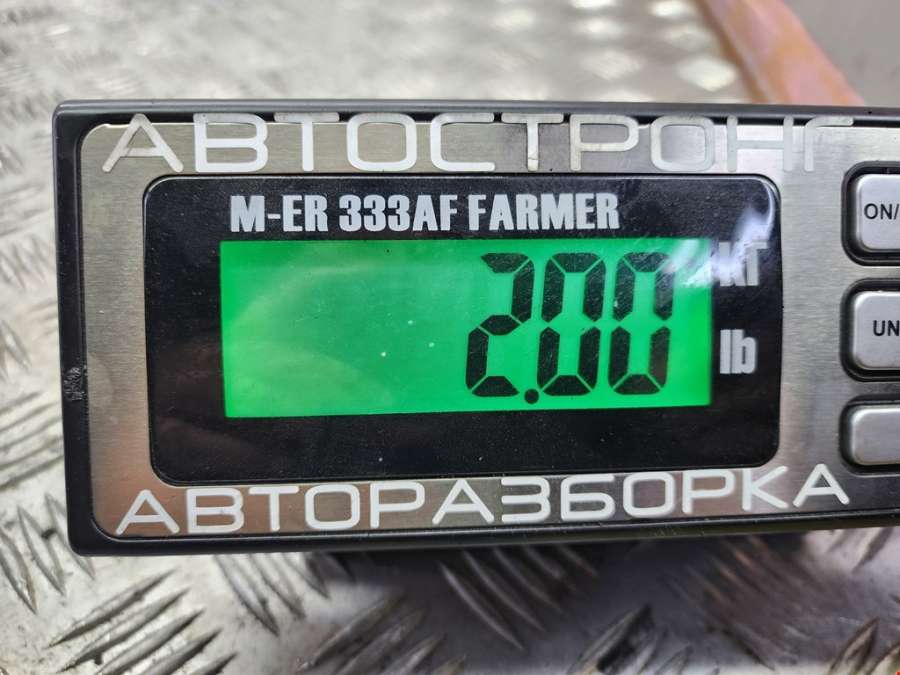 АВТОСТРОНГ
M-ER 333AF FARMER
ON/
2.00
кг
UN
lb
АВТОРАЗБОРКА